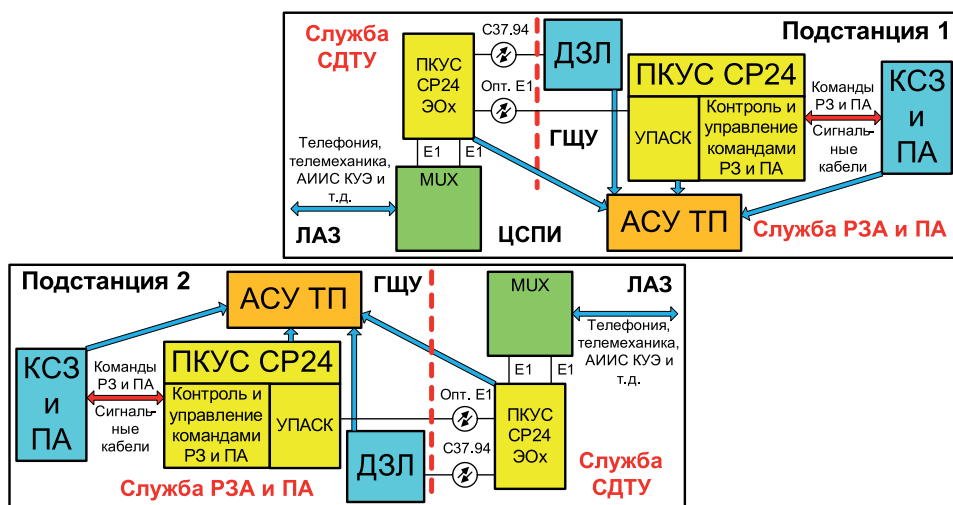 Служба
СДТУ
ПКУС
СР24
ЭОх
С37.94
Опт. Е1
ДЗЛ
Подстанция 1
ПКУС СР24
УПАСК
Контроль и
управление
командами
РЗ и ПА
Команды
РЗ и ПА
Сигналь-
ные
кабели
КСЗ
и
ПА
ГЩУ
Телефония,
телемеханика,
АИИС КУЭ и
т.д.
Е1
Е1
MUX
АСУ ТП
ЛАЗ
ЦСПИ
Служба РЗА и ПА
Подстанция 2
АСУ ТП
ГЩУ
MUX
ЛАЗ
Телефония,
телемеханика,
АИИС КУЭ и
т.д.
КСЗ
и
ПА
Команды
РЗ и ПА
Сигналь-
ные
кабели
ПКУС СР24
Контроль и
управление
командами
РЗ и ПА
УПАСК
Е1
Е1
Опт. Е1
С37.94
ПКУС
СР24
ЭОх
ДЗЛ
Служба РЗА и ПА
Служба
СДТУ